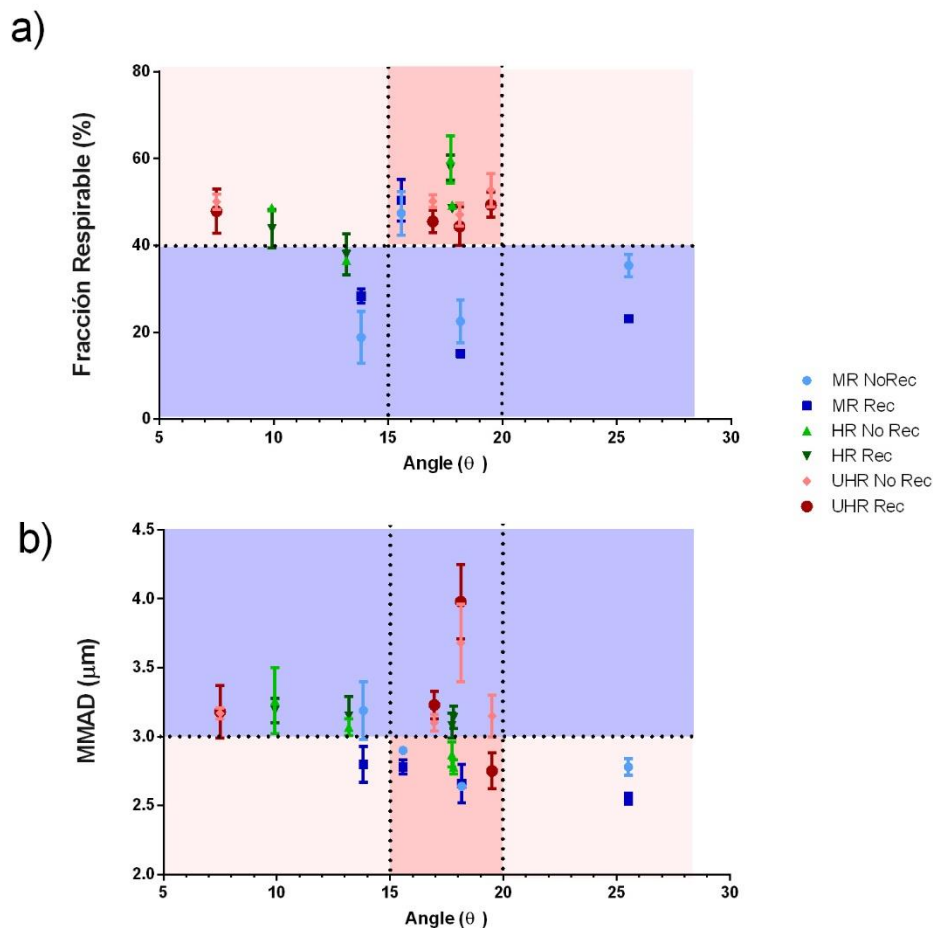 a)
80
60
40
20
0
Fracción Respirable (%)
5 10 15 20 25 30
Angle (θ )
MR NoRec
MR Rec
HR No Rec
HR Rec
UHR No Rec
UHR Rec
b)
4.5
4.0
3.5
3.0
2.5
2.0
MMAD (μm)
5 10 15 20 25 30
Angle (θ )